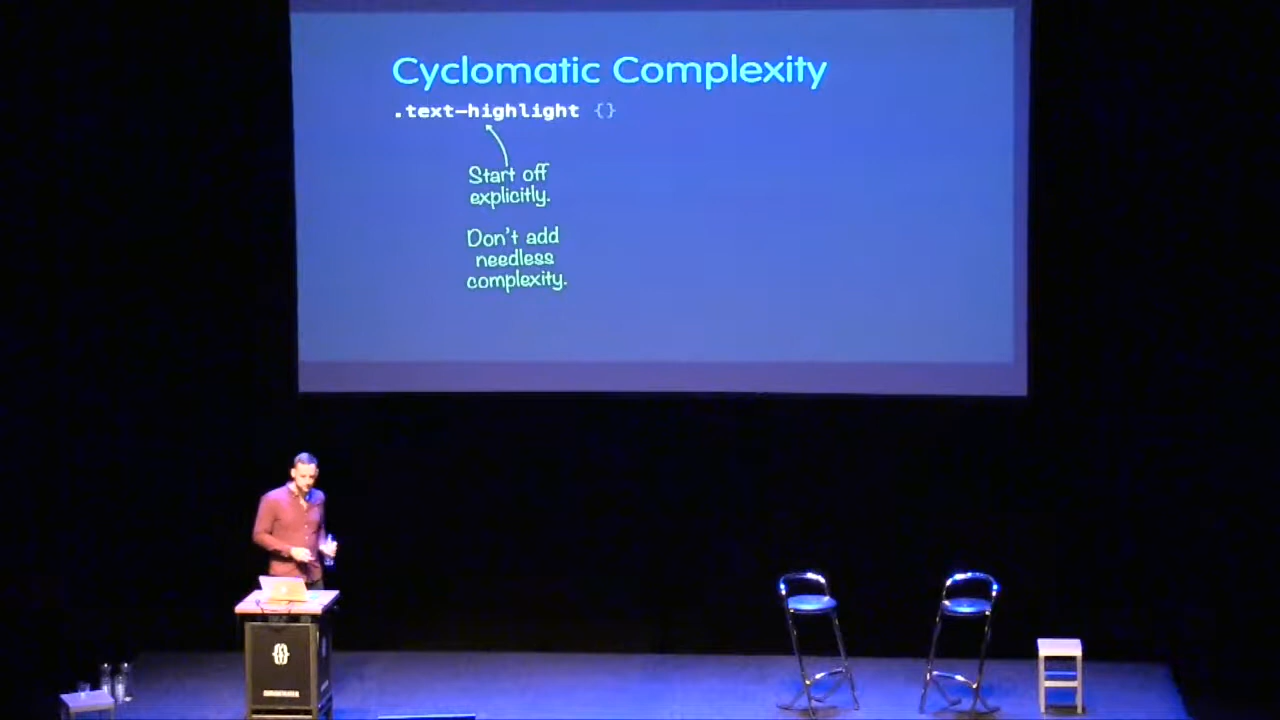 Cyclomatic Complexity
.text-highlight {}
Start off
explicitly.
Don't add
needless
complexity.